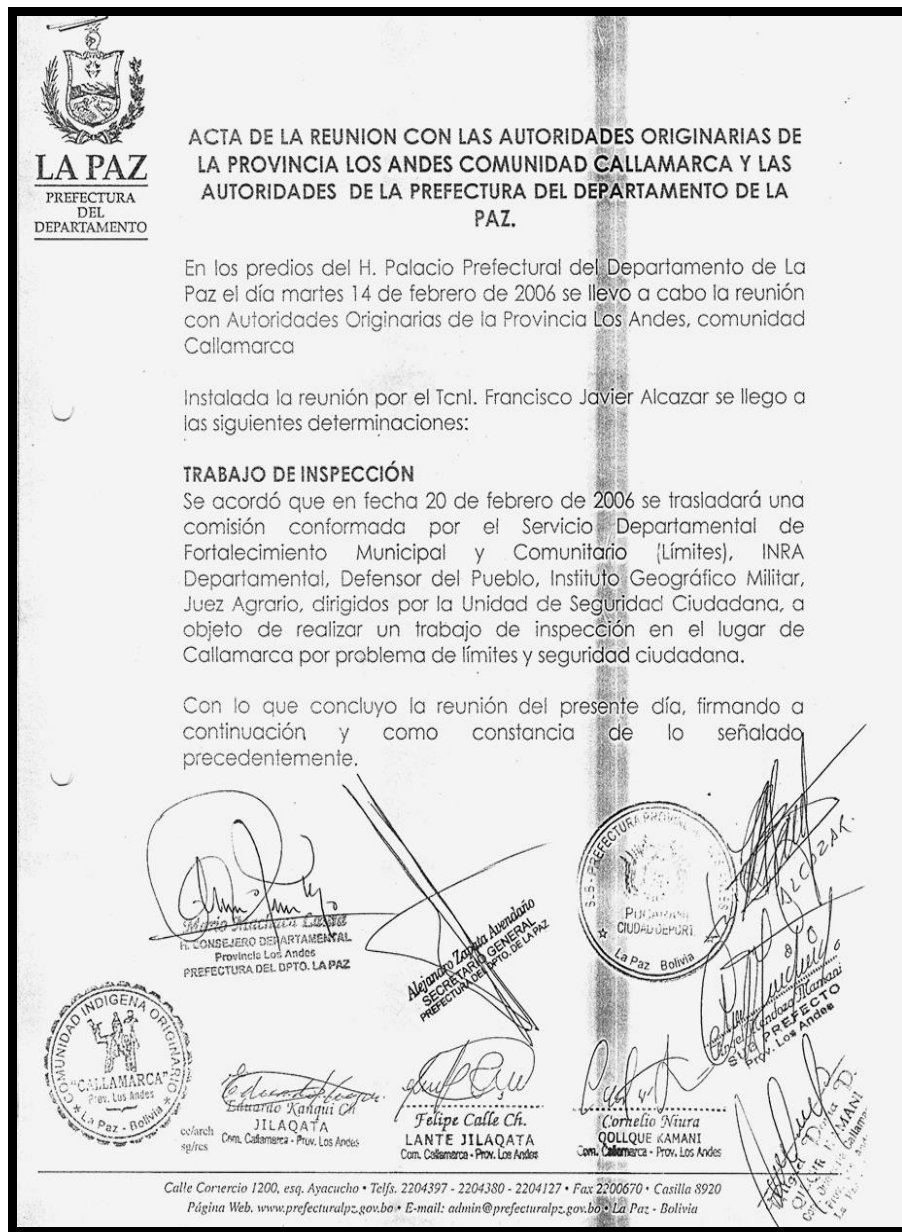 LA PAZ
PREFECTURA
DEL
DEPARTAMENTO
ACTA DE LA REUNION CON LAS AUTORIDADES ORIGINARIAS DE
LA PROVINCIA LOS ANDES COMUNIDAD CALLAMARCA Y LAS
AUTORIDADES DE LA PREFECTURA DEL DEPARTAMENTO DE LA
PAZ.
En los predios del H. Palacio Prefectural del Departamento de La
Paz el día martes 14 de febrero de 2006 se llevo a cabo la reunión
con Autoridades Originarias de la Provincia Los Andes, comunidad
Callamarca
Instalada la reunión por el Tcnl. Francisco Javier Alcazar se llego a
las siguientes determinaciones:
TRABAJO DE INSPECCIÓN
Se acordó que en fecha 20 de febrero de 2006 se trasladará una
comisión conformada por el Servicio Departamental de
Fortalecimiento Municipal y Comunitario (Límites), INRA
Departamental, Defensor del Pueblo, Instituto Geográfico Militar,
Juez Agrario, dirigidos por la Unidad de Seguridad Ciudadana, a
objeto de realizar un trabajo de inspección en el lugar de
Callamarca por problema de límites y seguridad ciudadana.
Con lo que concluyo la reunión del presente día, firmando a
continuación y como constancia de lo señalado
precedentemente.
Mario
H. CONSEJERO DEPARTAMENTAL
Provincia Los Andes
PREFECTURA DEL DPTO. LA PAZ
Alejandro Zapata Avendaño
SECRETARIO GENERAL
PREFECTURA DEL DPTO. DE LA PAZ
PUCARANI
CIUDAD DEPORT.
La Paz Bolivia
ALCOZAR.
Angel Mendoza Mamani
SUB PREFECTO
Prov. Los Andes
COMUNIDAD INDIGENA ORIGINARIO
"CALLAMARCA"
Prov. Los Andes
La Paz - Bolivia
cc/arch
sg/rcs
Eduardo Kanqui Ch
JILAQATA
Com. Callamarca - Prov. Los Andes
Felipe Calle Ch.
LANTE JILAQATA
Com. Callamarca - Prov. Los Andes
Cornelio Niura
QOLLQUE KAMANI
Com. Callamarca - Prov. Los Andes
KAMANI
Calle Comercio 1200, esq. Ayacucho • Telfs. 2204397 - 2204380 - 2204127 • Fax 2200670 • Casilla 8920
Página Web. www.prefecturalpz.gov.bo • E-mail: admin@prefecturalpz.gov.bo • La Paz - Bolivia